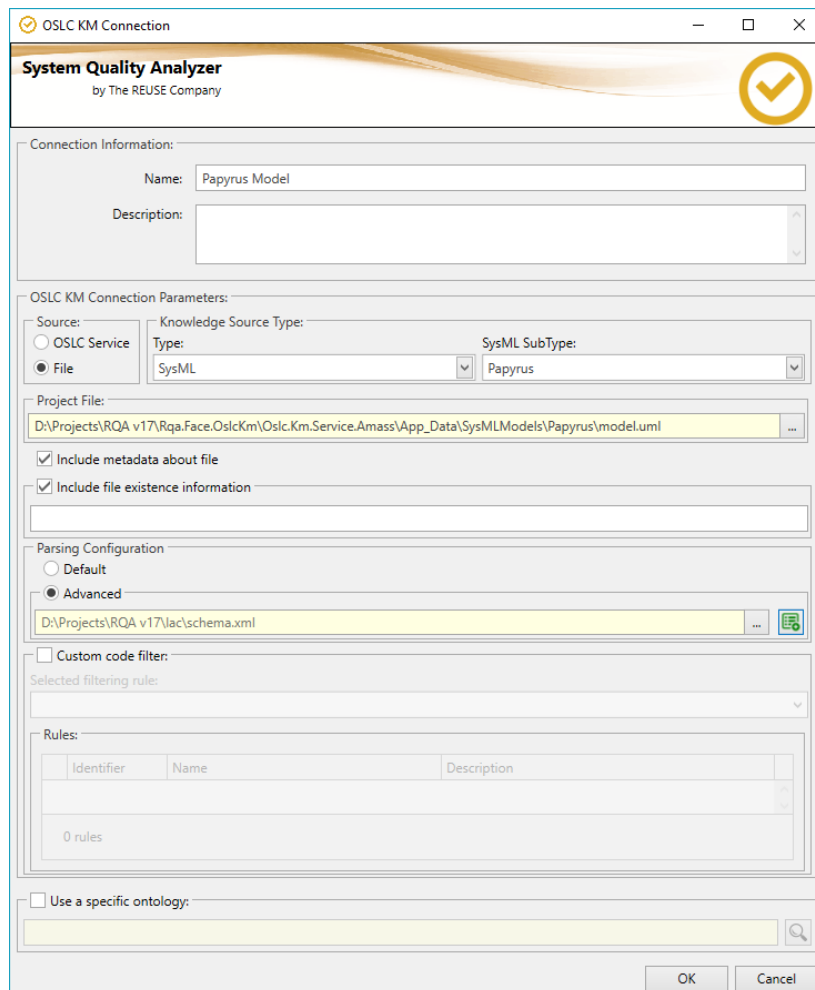 OSLC KM Connection
System Quality Analyzer
by The REUSE Company
Connection Information:
Name: Papyrus Model
Description:
OSLC KM Connection Parameters:
Source: Knowledge Source Type:
OSLC Service Type: SysML SubType:
File SysML Papyrus
Project File:
D:\Projects\RQA v17\Rqa.Face.OslcKm\Oslc.Km.Service.Amass\App_Data\SysMLModels\Papyrus\model.uml ...
Include metadata about file
Include file existence information
Parsing Configuration
Default
Advanced
D:\Projects\RQA v17\lac\schema.xml ...
Custom code filter:
Selected filtering rule:
Rules:
Identifier Name Description
0 rules
Use a specific ontology:
OK Cancel